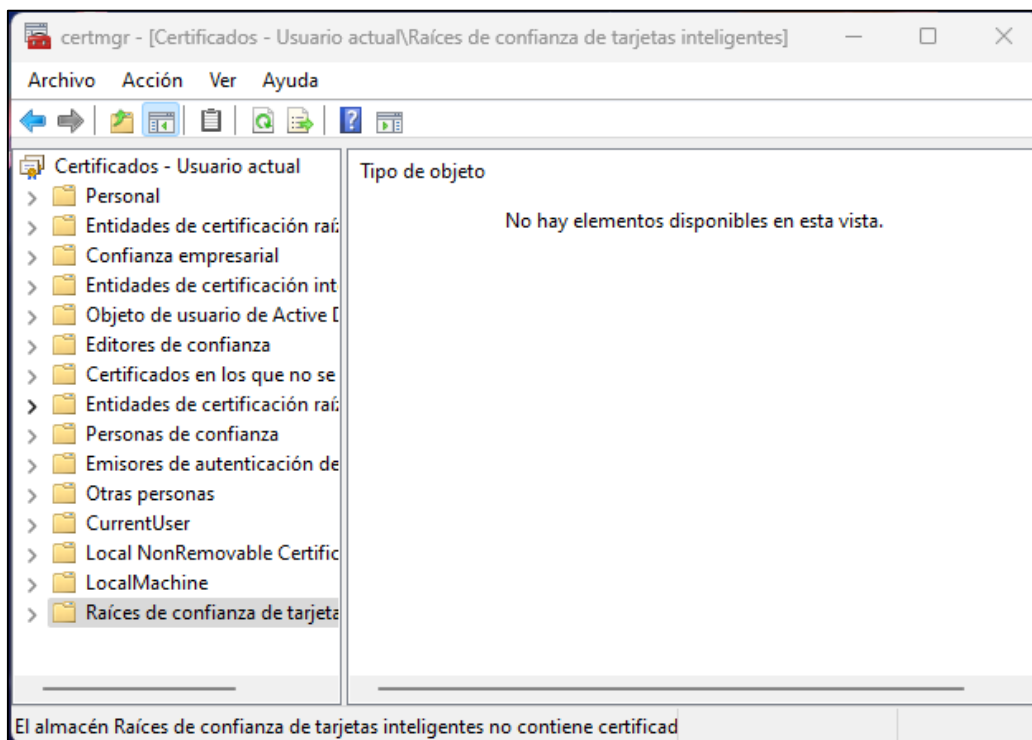 certmgr - [Certificados - Usuario actual\Raíces de confianza de tarjetas inteligentes]
Archivo Acción Ver Ayuda
Certificados - Usuario actual
Personal
Entidades de certificación raí
Confianza empresarial
Entidades de certificación int
Objeto de usuario de Active D
Editores de confianza
Certificados en los que no se
Entidades de certificación raí
Personas de confianza
Emisores de autenticación de
Otras personas
CurrentUser
Local NonRemovable Certific
LocalMachine
Raíces de confianza de tarjeta
Tipo de objeto
No hay elementos disponibles en esta vista.
El almacén Raíces de confianza de tarjetas inteligentes no contiene certificad